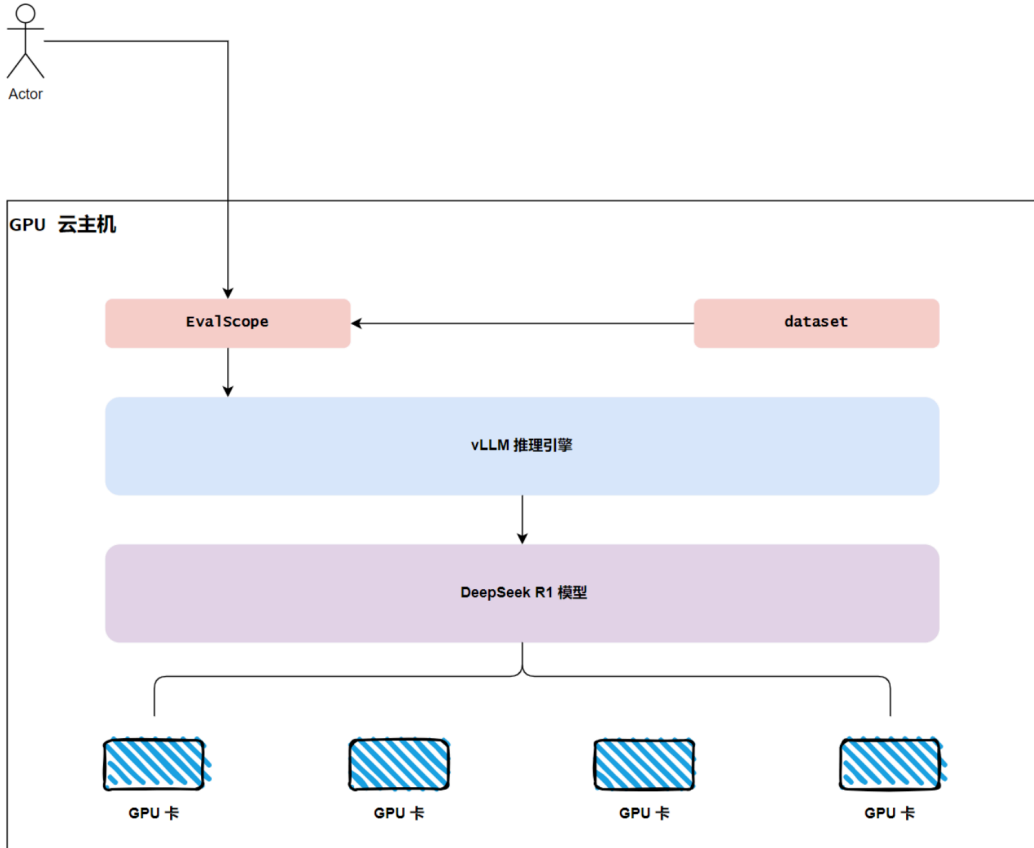 Actor
GPU 云主机
EvalScope
dataset
vLLM 推理引擎
DeepSeek R1 模型
GPU 卡
GPU 卡
GPU 卡
GPU 卡